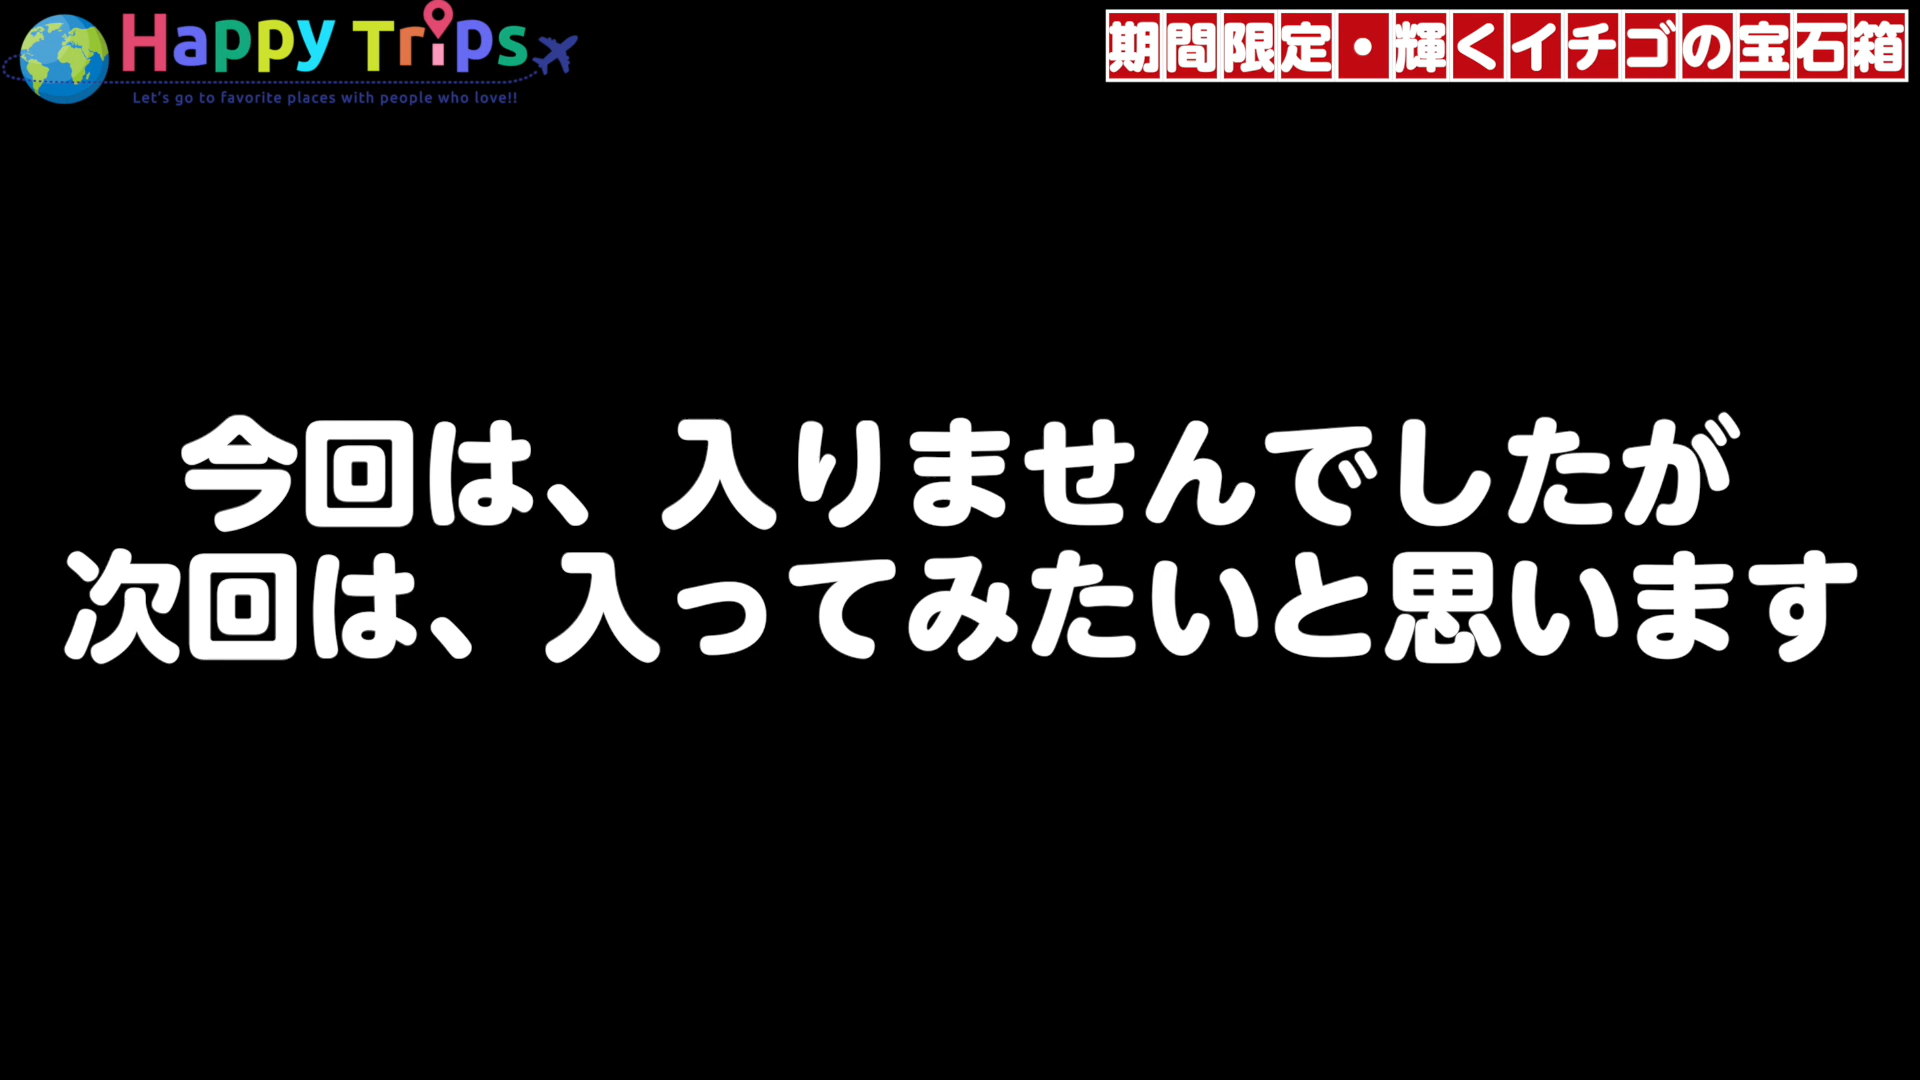 Happy Trips
Let's go to favorite places with people who love!!
期間限定・輝くイチゴの宝石箱
今回は、入りませんでしたが
次回は、入ってみたいと思います